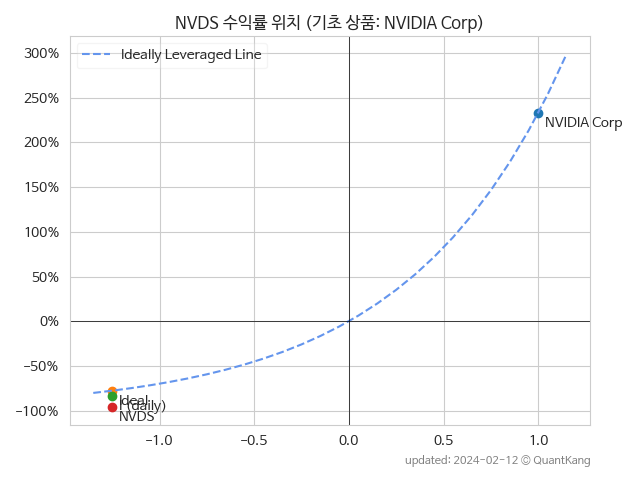 NVDS 수익률 위치 (기초 상품: NVIDIA Corp)
Ideally Leveraged Line
300%
250%
200%
150%
100%
50%
0%
−50%
−100%
NVIDIA Corp
Ideal
(daily)
NVDS
−1.0
−0.5
0.0
0.5
1.0
updated: 2024-02-12 © QuantKang